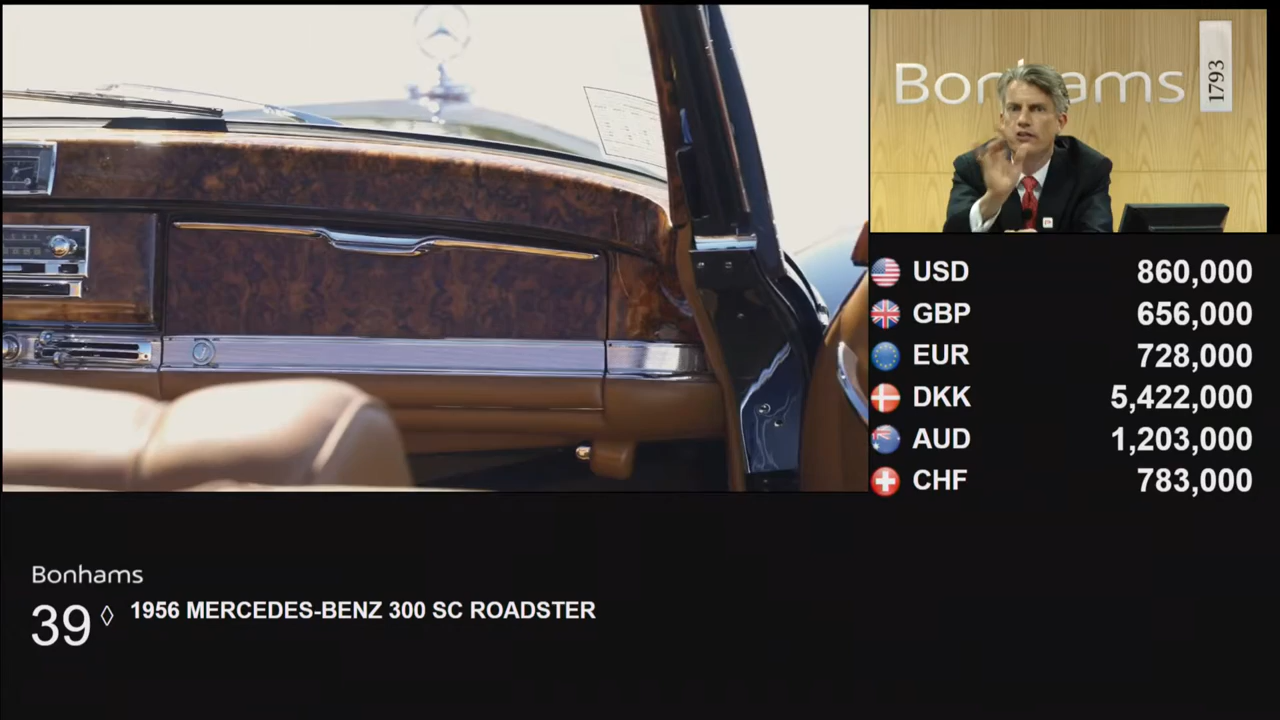 Bonhams
1793
USD 860,000
GBP 656,000
EUR 728,000
DKK 5,422,000
AUD 1,203,000
CHF 783,000
Bonhams
39 ◊ 1956 MERCEDES-BENZ 300 SC ROADSTER